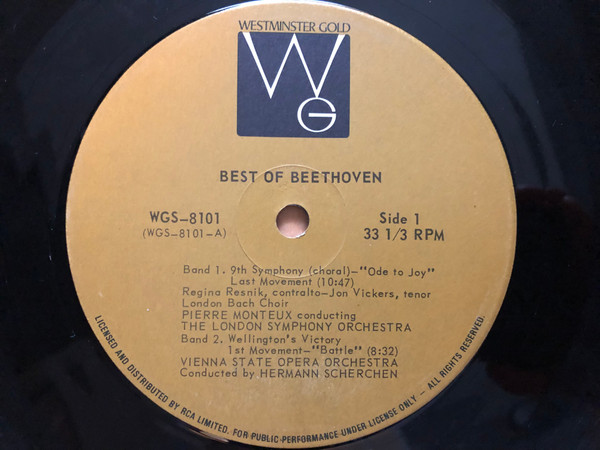 WESTMINSTER GOLD
WG
BEST OF BEETHOVEN
WGS-8101
(WGS-8101-A)
Side 1
33 1/3 RPM
Band 1. 9th Symphony (choral)-"Ode to Joy"
Last Movement (10:47)
Regina Resnik, contralto-Jon Vickers, tenor
London Bach Choir
PIERRE MONTEUX conducting
THE LONDON SYMPHONY ORCHESTRA
Band 2. Wellington's Victory
1st Movement-"Battle" (8:32)
VIENNA STATE OPERA ORCHESTRA
Conducted by HERMANN SCHERCHEN
LICENSED AND DISTRIBUTED BY RCA LIMITED. FOR PUBLIC PERFORMANCE UNDER LICENSE ONLY - ALL RIGHTS RESERVED.